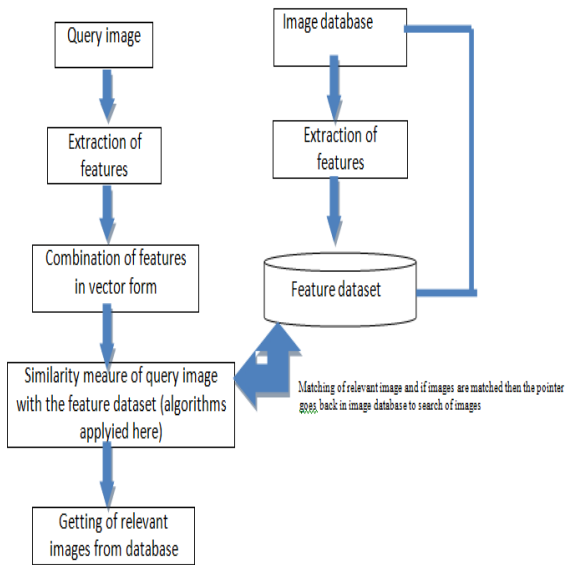 Query image
Image database
Extraction of
features
Extraction of
features
Combination of features
in vector form
Feature dataset
Similarity meaure of query image
with the feature dataset (algorithms
applyied here)
Matching of relevant image and if images are matched then the pointer
goes back in image database to search of images
Getting of relevant
images from database